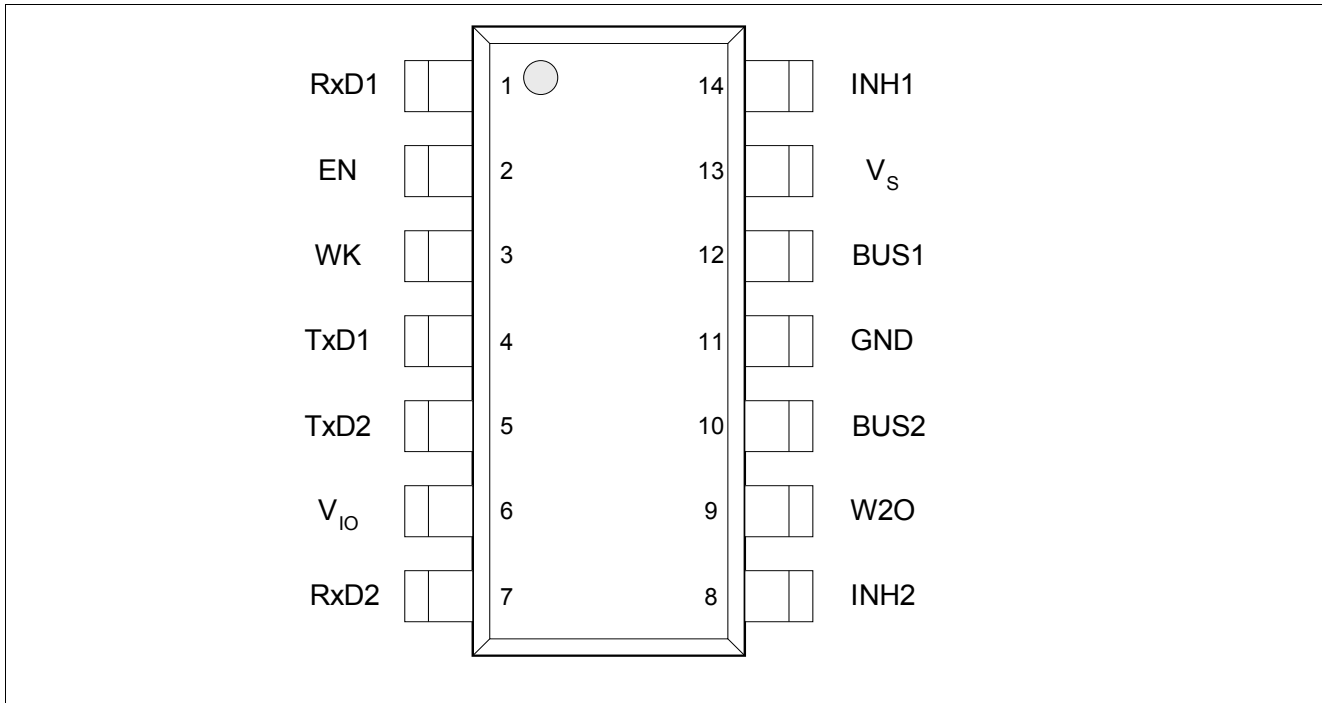 RxD1 1 14 INH1
EN 2 13 VS
WK 3 12 BUS1
TxD1 4 11 GND
TxD2 5 10 BUS2
VIO 6 9 W2O
RxD2 7 8 INH2